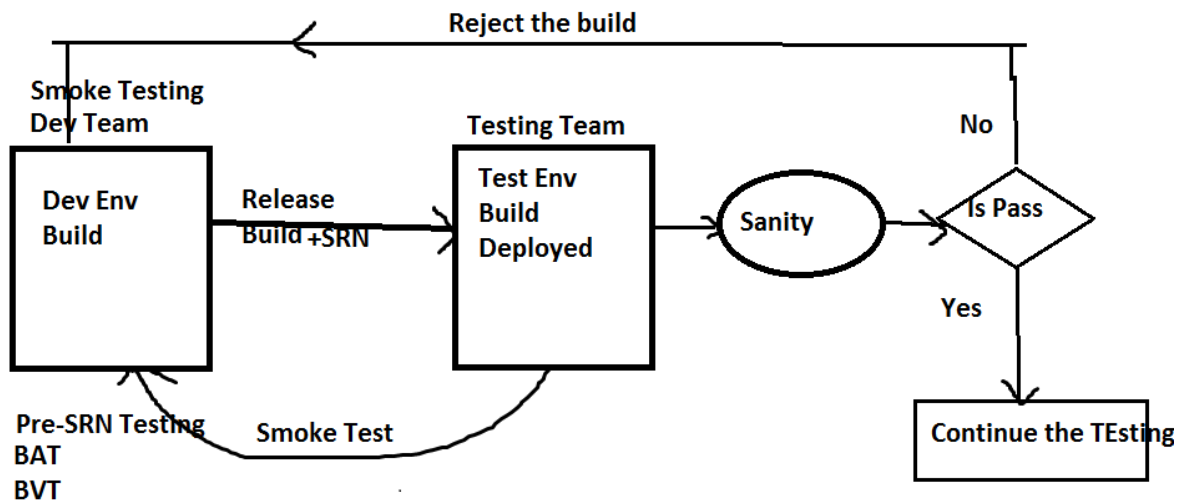 Reject the build
Smoke Testing
Dev Team
Testing Team
No
Dev Env
Build
Release
Build +SRN
Test Env
Build
Deployed
Sanity
Is Pass
Yes
Pre-SRN Testing
BAT
BVT
Smoke Test
Continue the TEsting